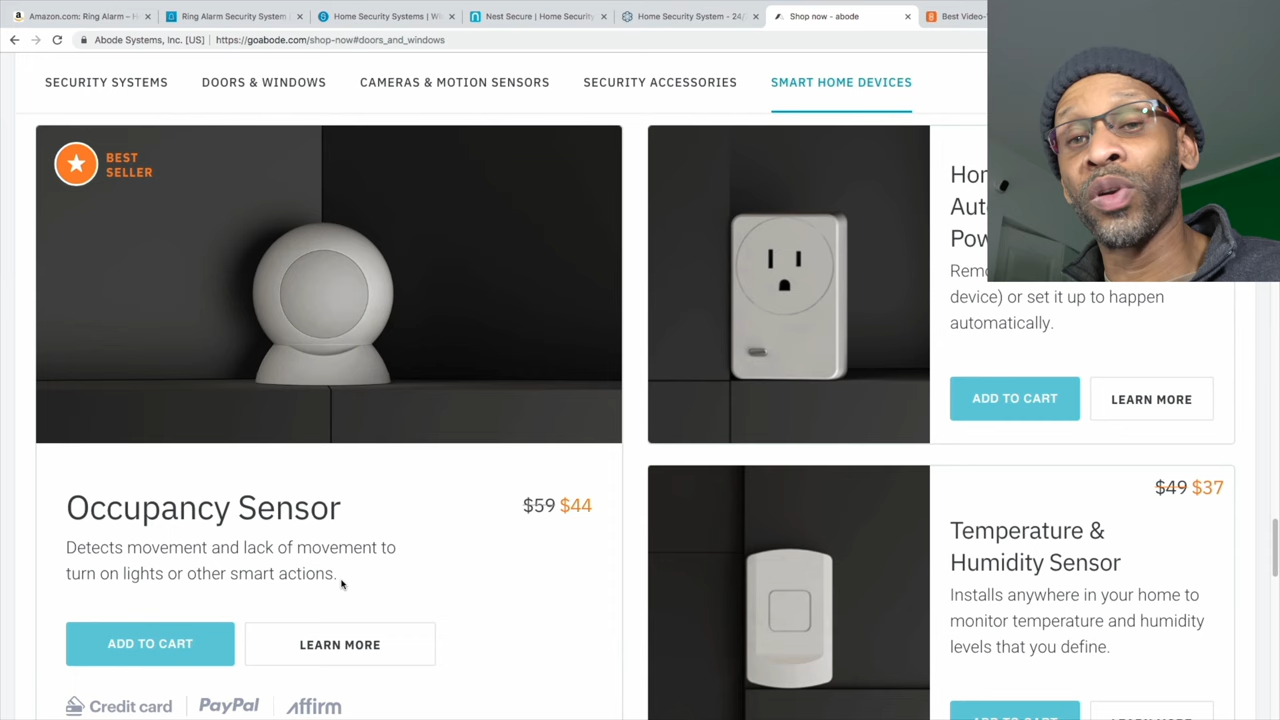 Amazon.com: Ring Alarm – H
Ring Alarm Security System
Home Security Systems | Wi
Nest Secure | Home Security
Home Security System - 24/
Shop now - abode
Best Video-
Abode Systems, Inc. [US] | https://goabode.com/shop-now#doors_and_windows
SECURITY SYSTEMS
DOORS & WINDOWS
CAMERAS & MOTION SENSORS
SECURITY ACCESSORIES
SMART HOME DEVICES
BEST
SELLER
Occupancy Sensor
$59 $44
Detects movement and lack of movement to
turn on lights or other smart actions.
ADD TO CART
LEARN MORE
Credit card
PayPal
affirm
device) or set it up to happen
automatically.
ADD TO CART
LEARN MORE
$49 $37
Temperature &
Humidity Sensor
Installs anywhere in your home to
monitor temperature and humidity
levels that you define.